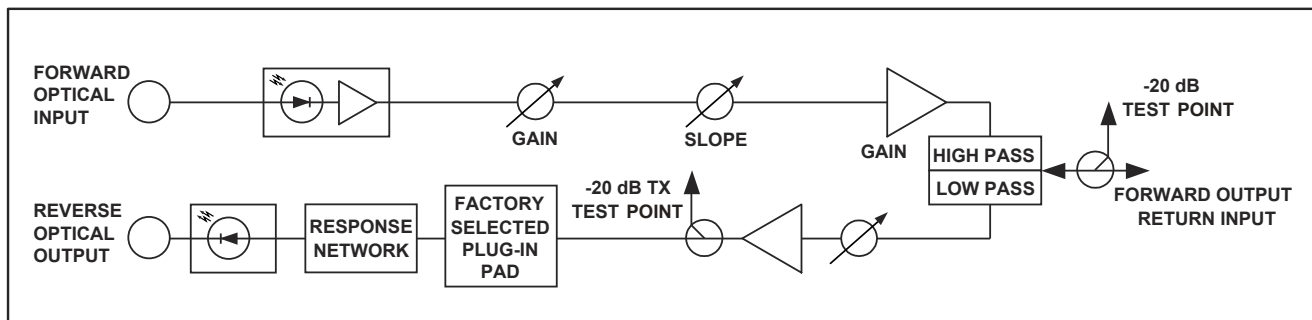 FORWARD
OPTICAL
INPUT
GAIN
SLOPE
GAIN
-20 dB
TEST POINT
HIGH PASS
LOW PASS
FORWARD OUTPUT
RETURN INPUT
REVERSE
OPTICAL
OUTPUT
RESPONSE
NETWORK
FACTORY
SELECTED
PLUG-IN
PAD
-20 dB TX
TEST POINT